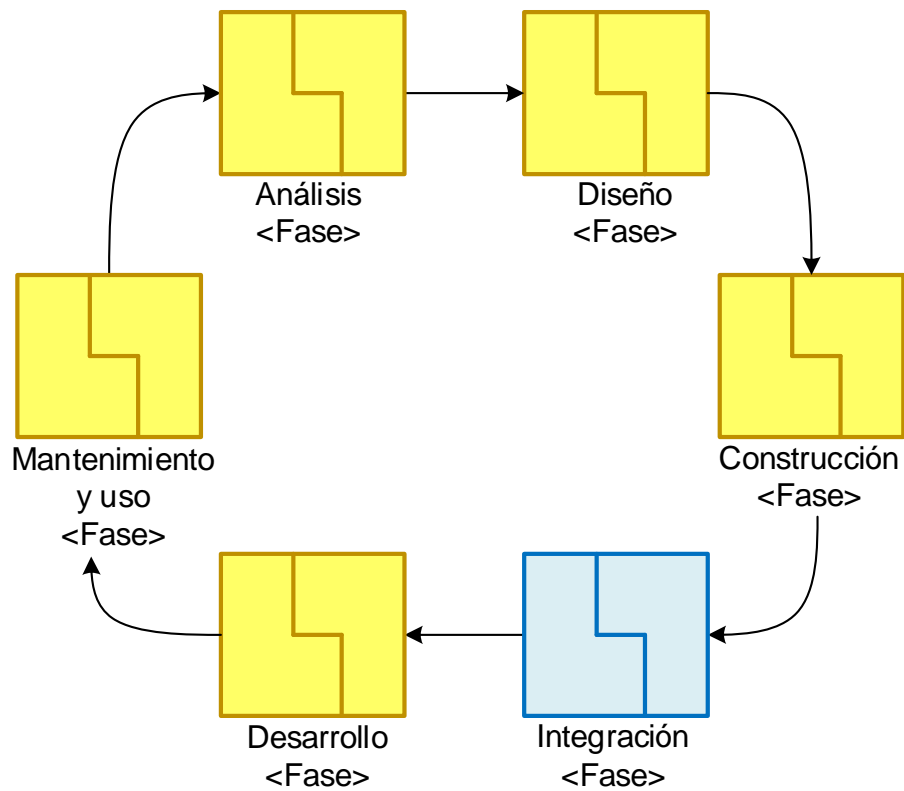 Análisis
<Fase>
Diseño
<Fase>
Mantenimiento
y uso
<Fase>
Construcción
<Fase>
Desarrollo
<Fase>
Integración
<Fase>